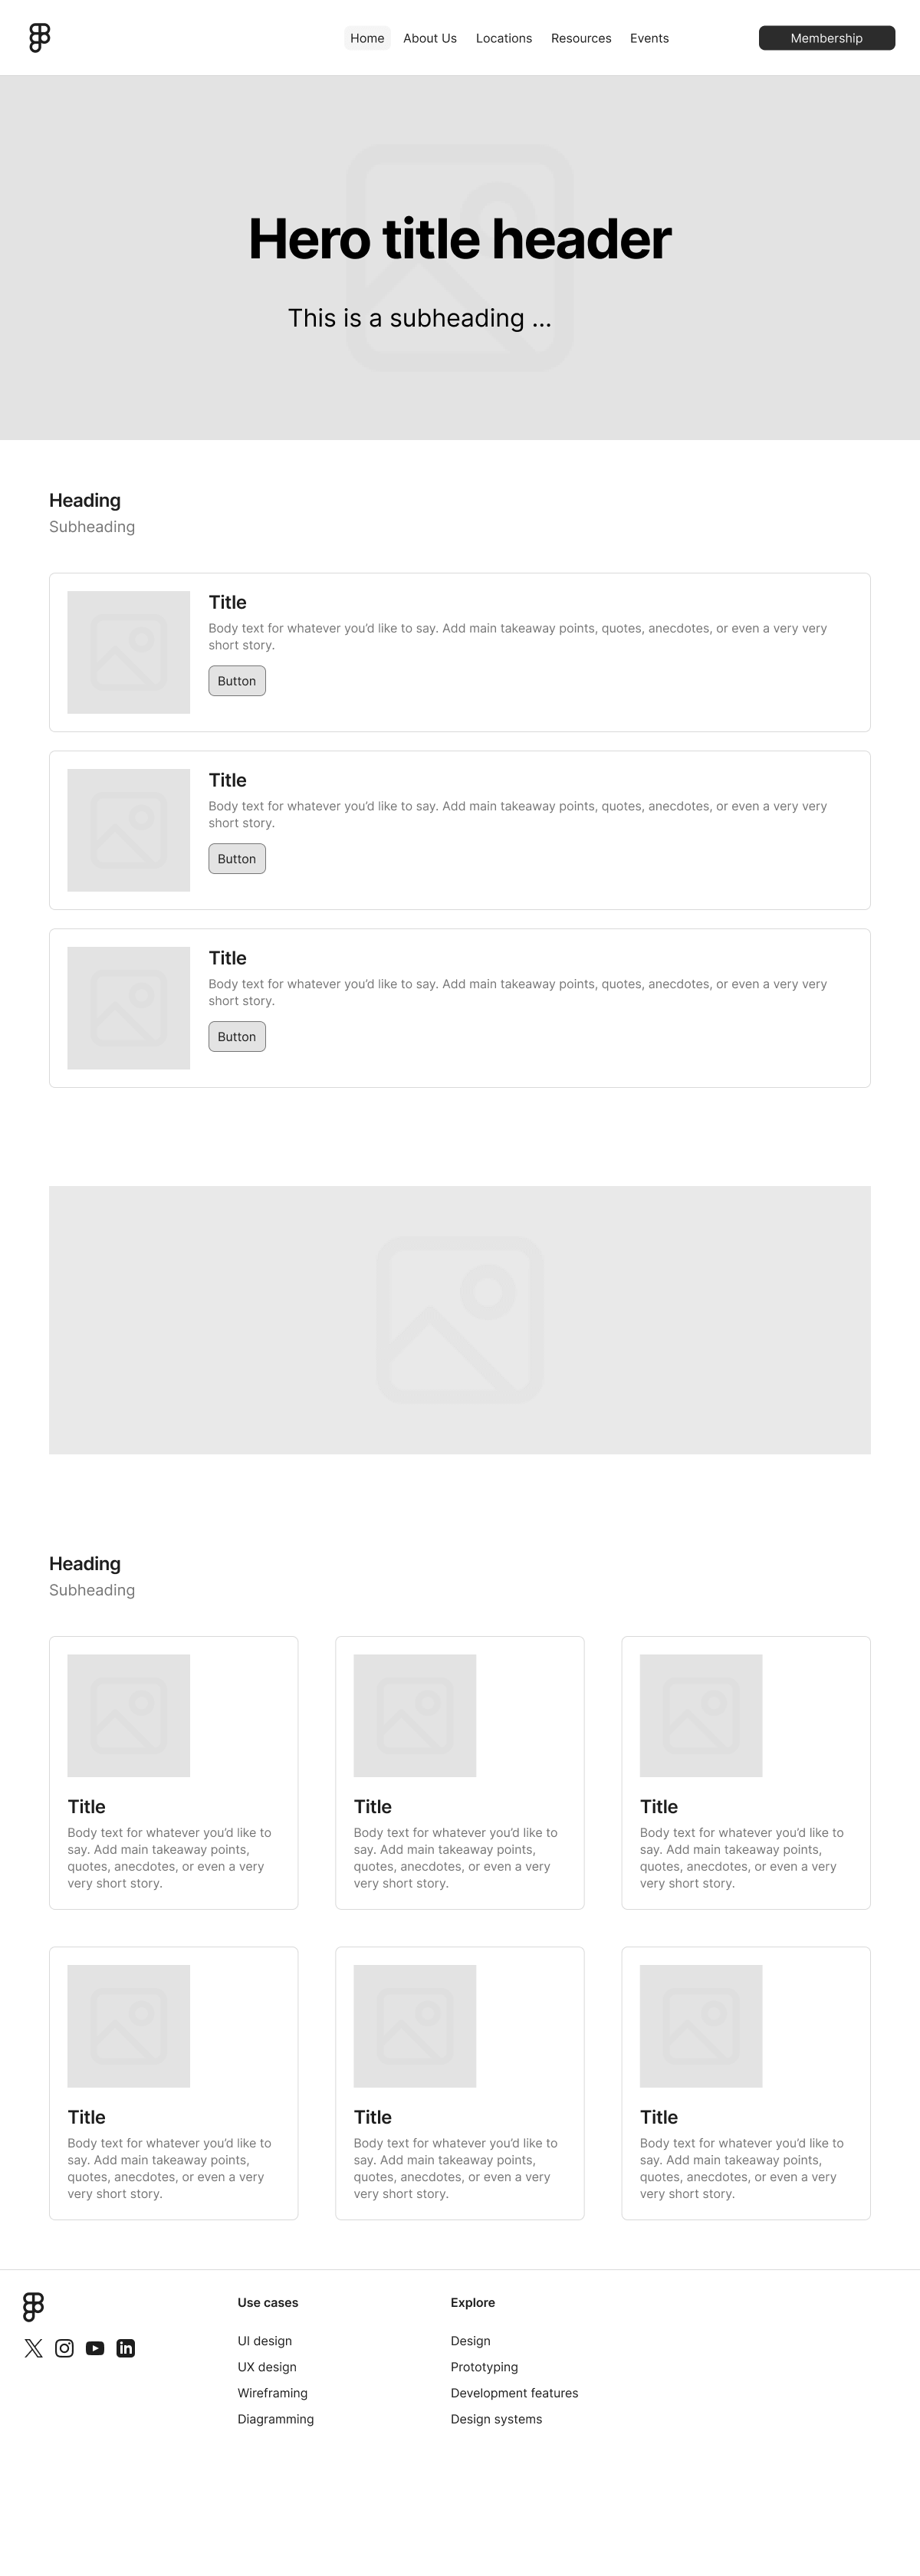 Home About Us Locations Resources Events Membership
Hero title header
This is a subheading ...
Heading
Subheading
Title
Body text for whatever you’d like to say. Add main takeaway points, quotes, anecdotes, or even a very very
short story.
Button
Title
Body text for whatever you’d like to say. Add main takeaway points, quotes, anecdotes, or even a very very
short story.
Button
Title
Body text for whatever you’d like to say. Add main takeaway points, quotes, anecdotes, or even a very very
short story.
Button
Heading
Subheading
Title
Body text for whatever you’d like to
say. Add main takeaway points,
quotes, anecdotes, or even a very
very short story.
Title
Body text for whatever you’d like to
say. Add main takeaway points,
quotes, anecdotes, or even a very
very short story.
Title
Body text for whatever you’d like to
say. Add main takeaway points,
quotes, anecdotes, or even a very
very short story.
Title
Body text for whatever you’d like to
say. Add main takeaway points,
quotes, anecdotes, or even a very
very short story.
Title
Body text for whatever you’d like to
say. Add main takeaway points,
quotes, anecdotes, or even a very
very short story.
Title
Body text for whatever you’d like to
say. Add main takeaway points,
quotes, anecdotes, or even a very
very short story.
Use cases
UI design
UX design
Wireframing
Diagramming
Explore
Design
Prototyping
Development features
Design systems